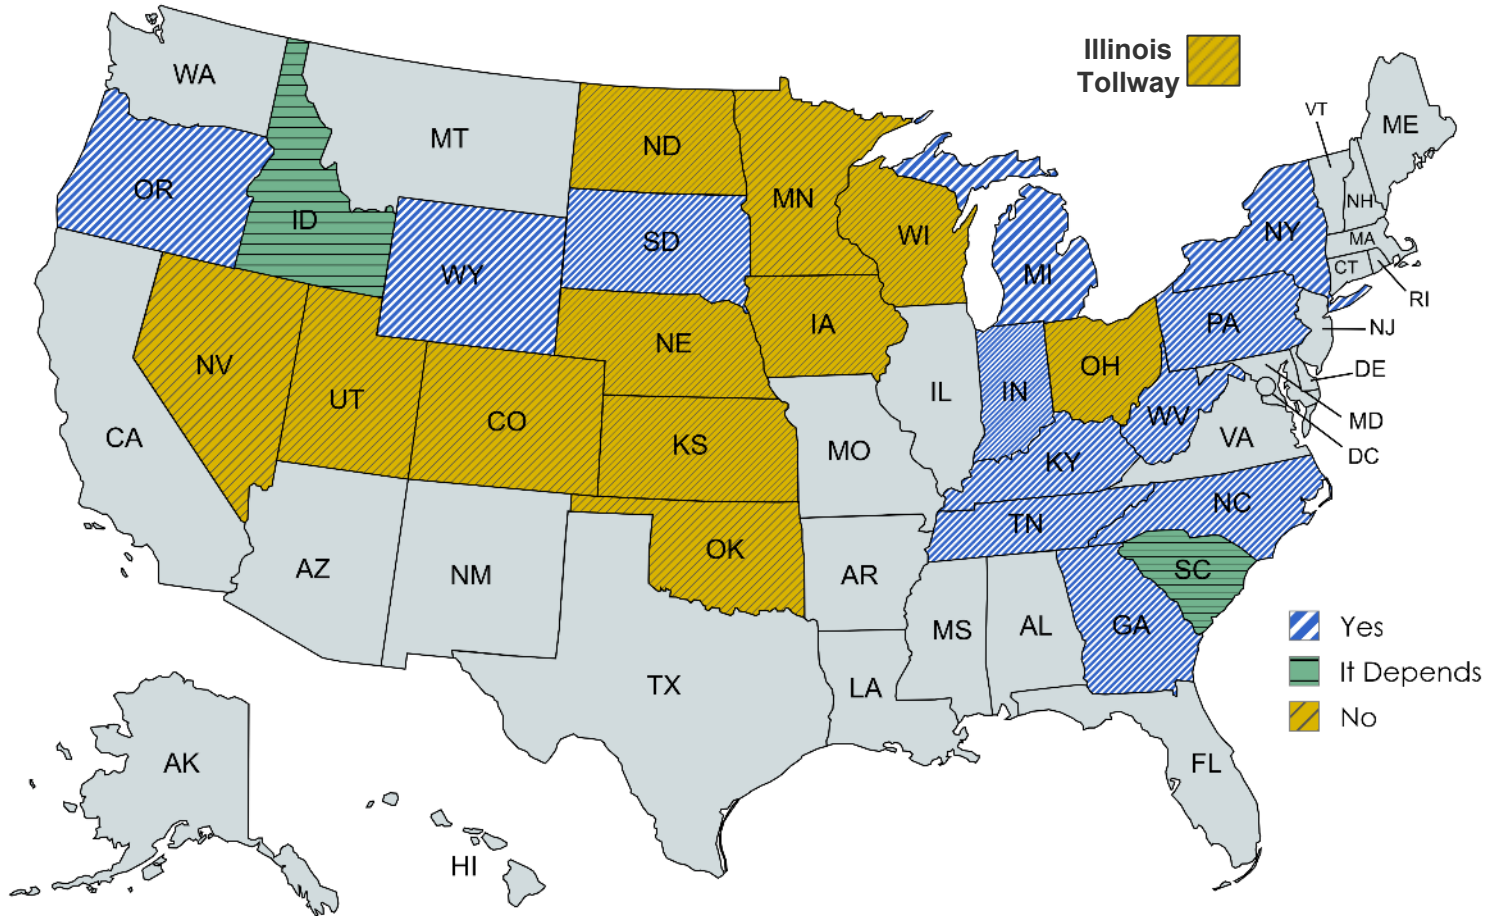 Illinois
Tollway
WA
MT
ND
MN
VT
ME
OR
ID
WY
SD
WI
MI
NY
NH
MA
CT
RI
NV
UT
CO
NE
IA
IL
IN
OH
PA
NJ
DE
MD
DC
CA
KS
MO
KY
WV
VA
AZ
NM
OK
AR
TN
NC
SC
MS
AL
GA
TX
LA
FL
AK
HI
Yes
It Depends
No